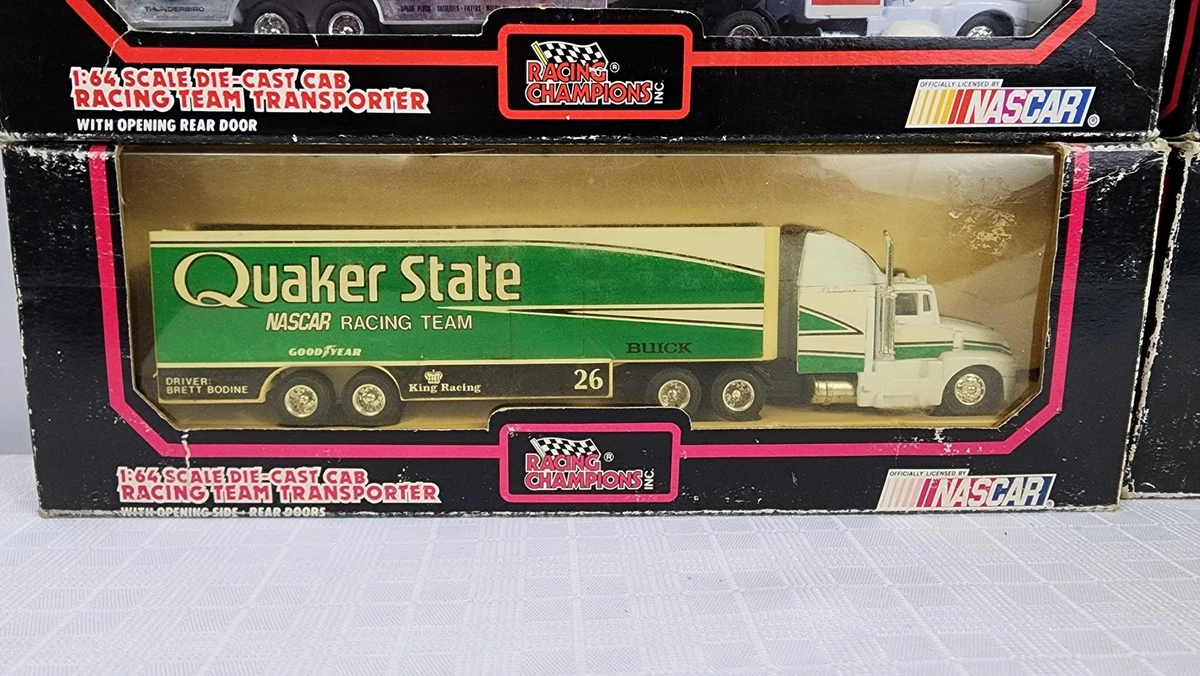 THUNDERBIRD
1:64 SCALE DIE-CAST CAB
RACING TEAM TRANSPORTER
WITH OPENING REAR DOOR
RACING®
CHAMPIONS INC.
OFFICIALLY LICENSED BY
NASCAR®
Quaker State
NASCAR RACING TEAM
GOODYEAR
BUICK
DRIVER:
BRETT BODINE
King Racing
26
1:64 SCALE DIE-CAST CAB
RACING TEAM TRANSPORTER
WITH OPENING SIDE + REAR DOORS
RACING®
CHAMPIONS INC.
OFFICIALLY LICENSED BY
NASCAR®